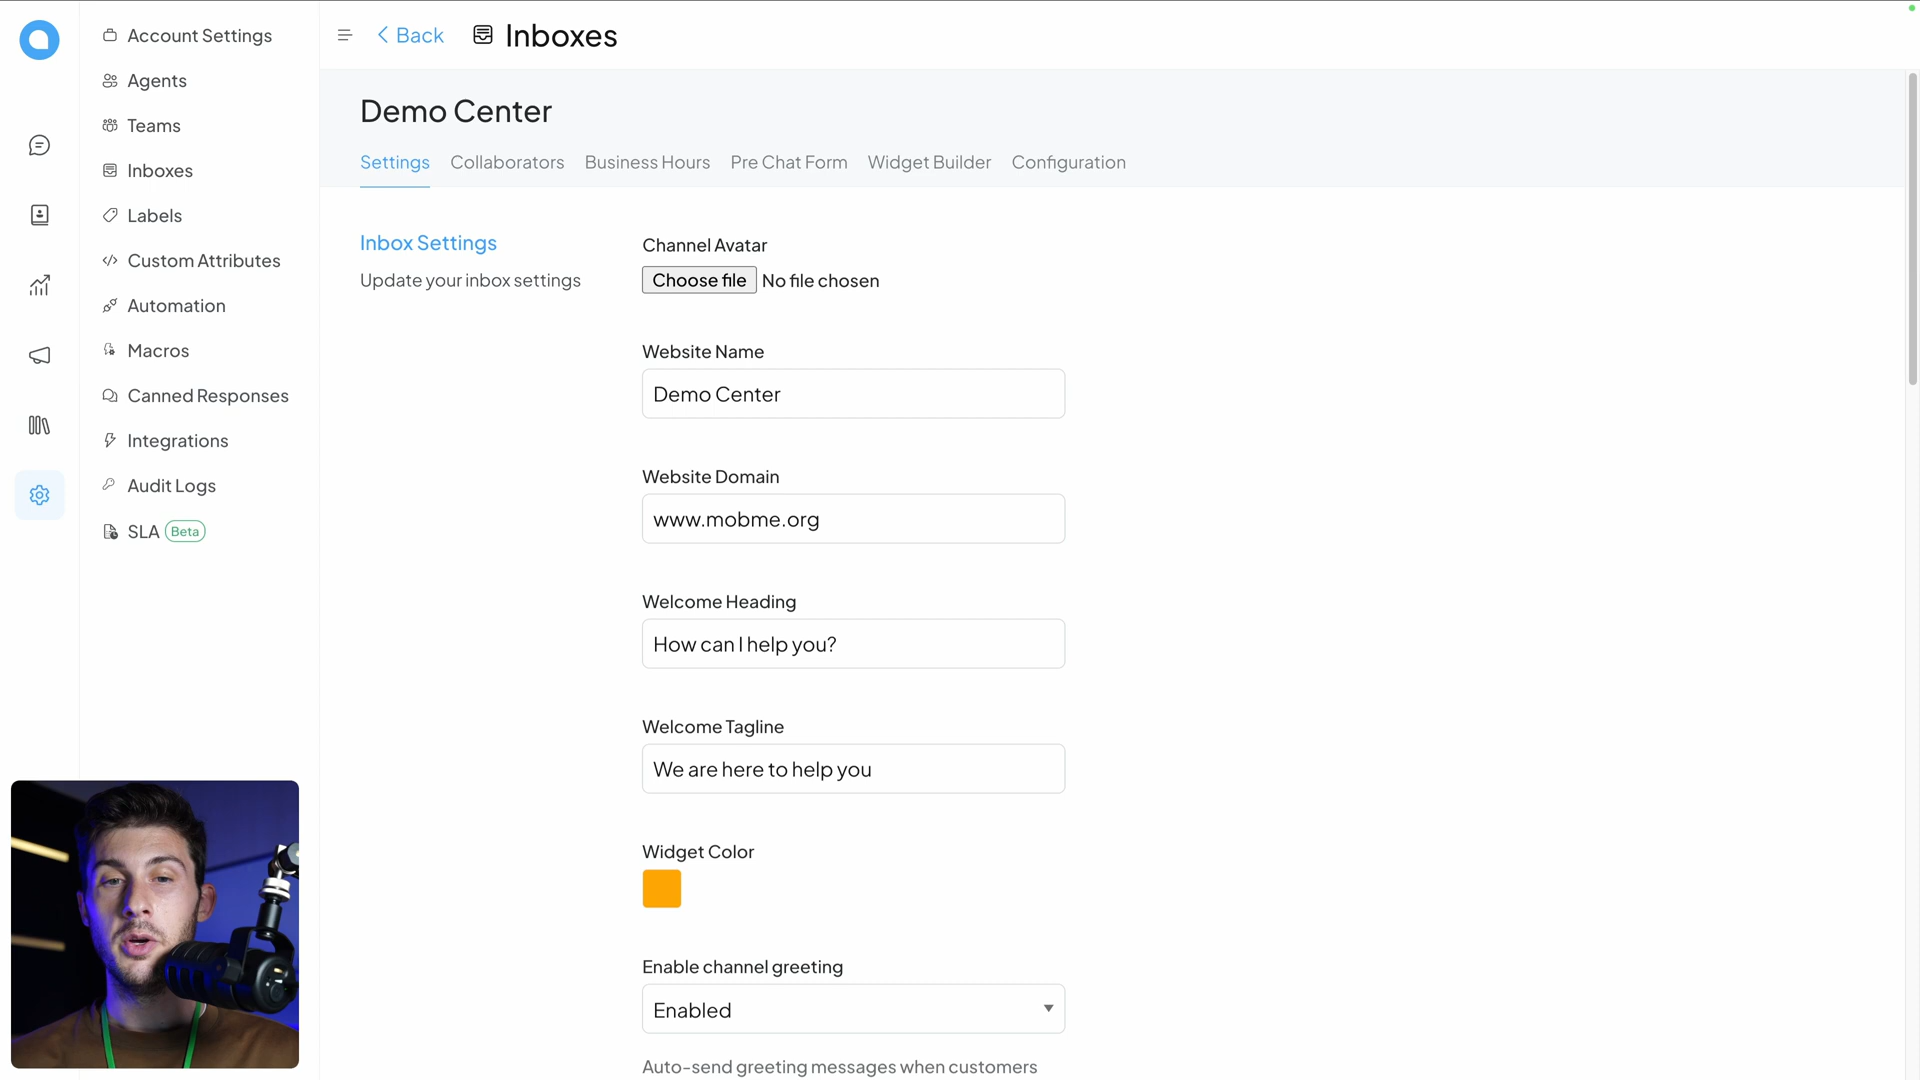 Account Settings
Agents
Teams
Inboxes
Labels
Custom Attributes
Automation
Macros
Canned Responses
Integrations
Audit Logs
SLA Beta
Back
Inboxes
Demo Center
Settings Collaborators Business Hours Pre Chat Form Widget Builder Configuration
Inbox Settings
Update your inbox settings
Channel Avatar
Choose file No file chosen
Website Name
Demo Center
Website Domain
www.mobme.org
Welcome Heading
How can I help you?
Welcome Tagline
We are here to help you
Widget Color
Enable channel greeting
Enabled
Auto-send greeting messages when customers